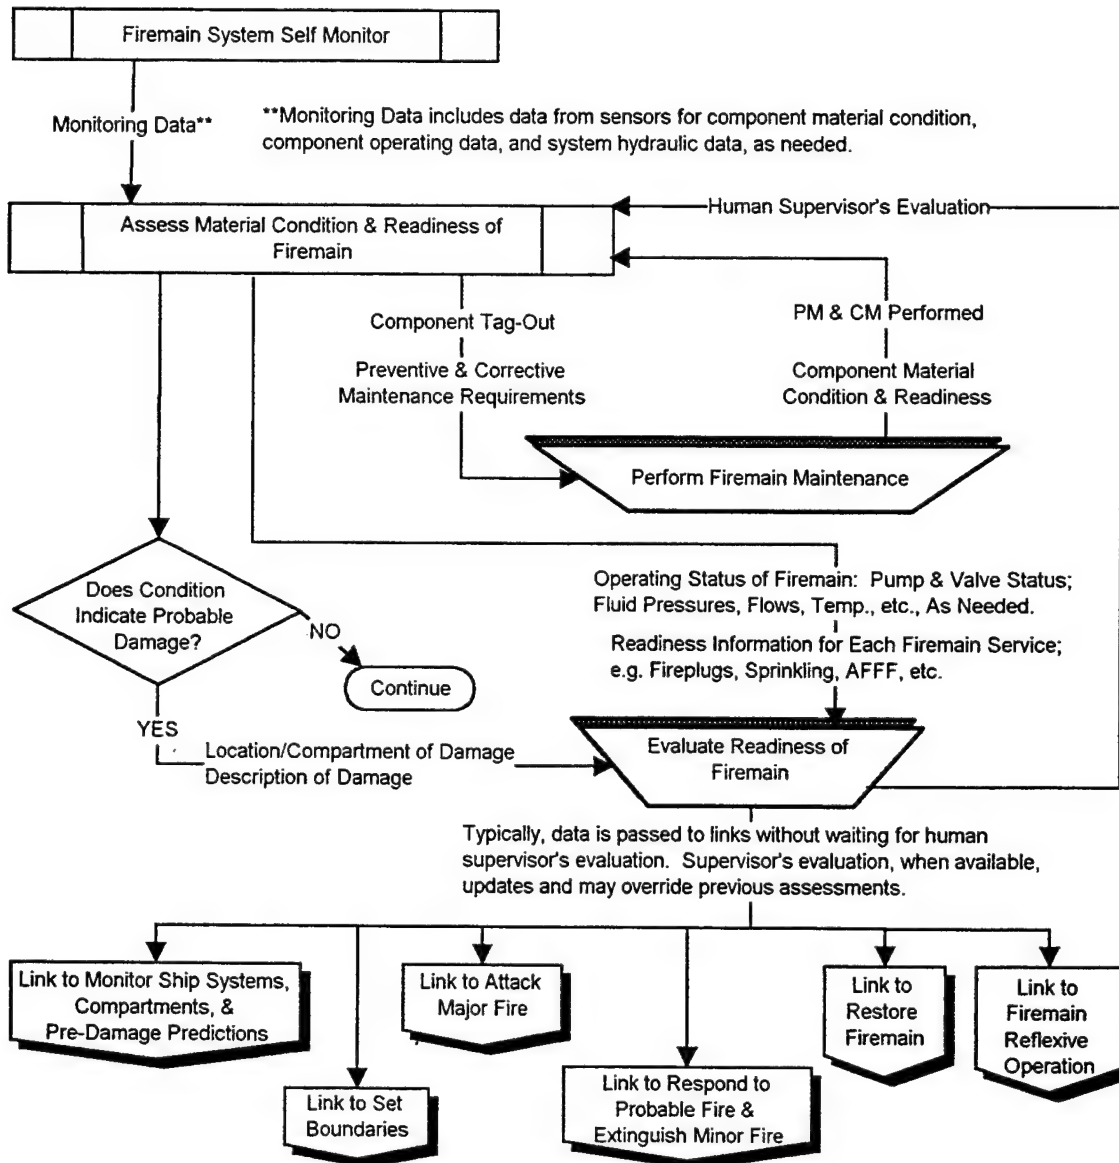 Firemain System Self Monitor
Monitoring Data**
**Monitoring Data includes data from sensors for component material condition,
component operating data, and system hydraulic data, as needed.
Human Supervisor's Evaluation
Assess Material Condition & Readiness of
Firemain
Component Tag-Out
Preventive & Corrective
Maintenance Requirements
PM & CM Performed
Component Material
Condition & Readiness
Perform Firemain Maintenance
Does Condition
Indicate Probable
Damage?
NO
Continue
YES
Operating Status of Firemain: Pump & Valve Status;
Fluid Pressures, Flows, Temp., etc., As Needed.
Readiness Information for Each Firemain Service;
e.g. Fireplugs, Sprinkling, AFFF, etc.
Location/Compartment of Damage
Description of Damage
Evaluate Readiness of
Firemain
Typically, data is passed to links without waiting for human
supervisor's evaluation. Supervisor's evaluation, when available,
updates and may override previous assessments.
Link to Monitor Ship Systems,
Compartments, &
Pre-Damage Predictions
Link to Set
Boundaries
Link to Attack
Major Fire
Link to Respond to
Probable Fire &
Extinguish Minor Fire
Link to
Restore
Firemain
Link to
Firemain
Reflexive
Operation